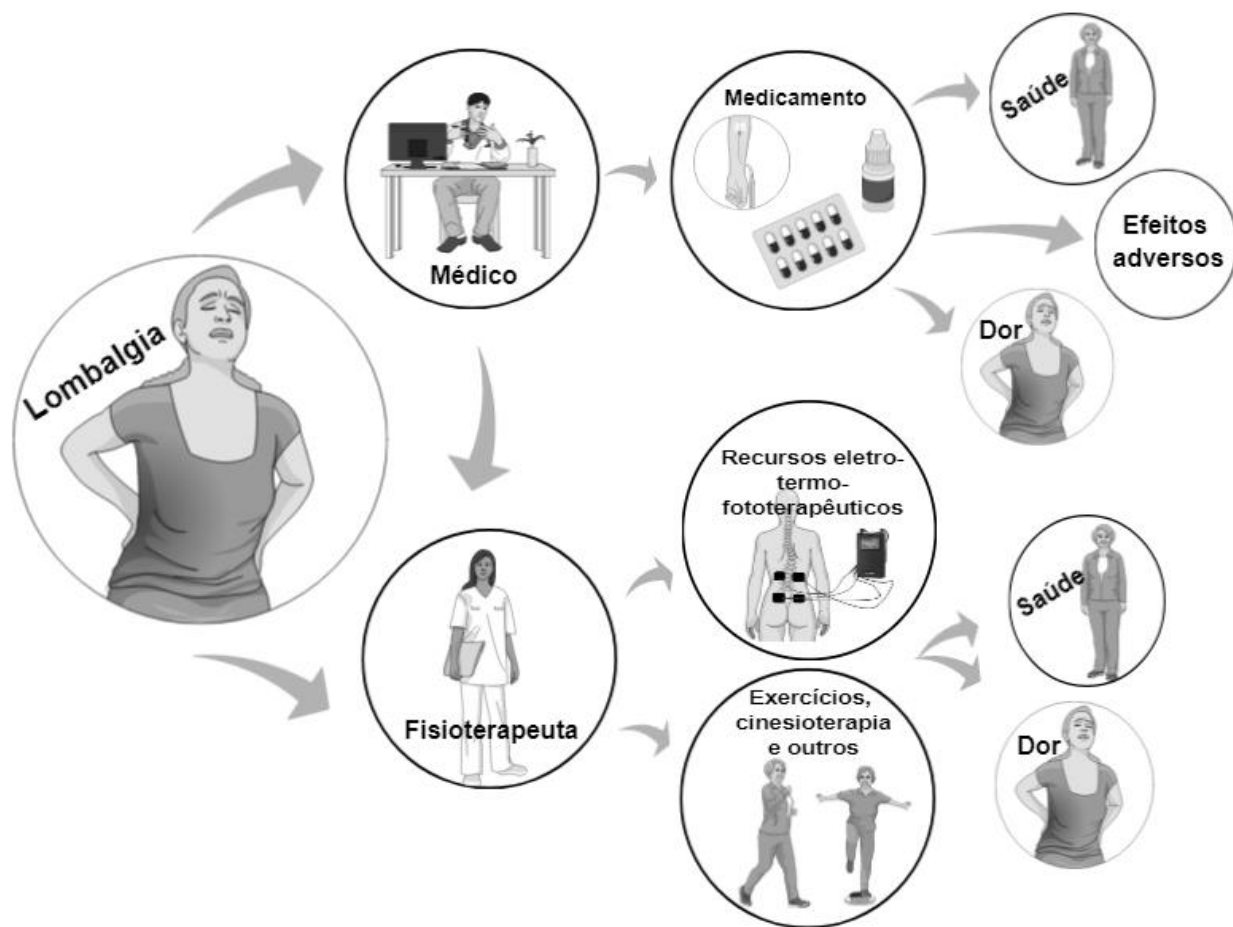 Lombalgia
Médico
Medicamento
Saúde
Efeitos
adversos
Dor
Fisioterapeuta
Recursos eletro-
termo-
fototerapêuticos
Exercícios,
cinesioterapia
e outros
Saúde
Dor